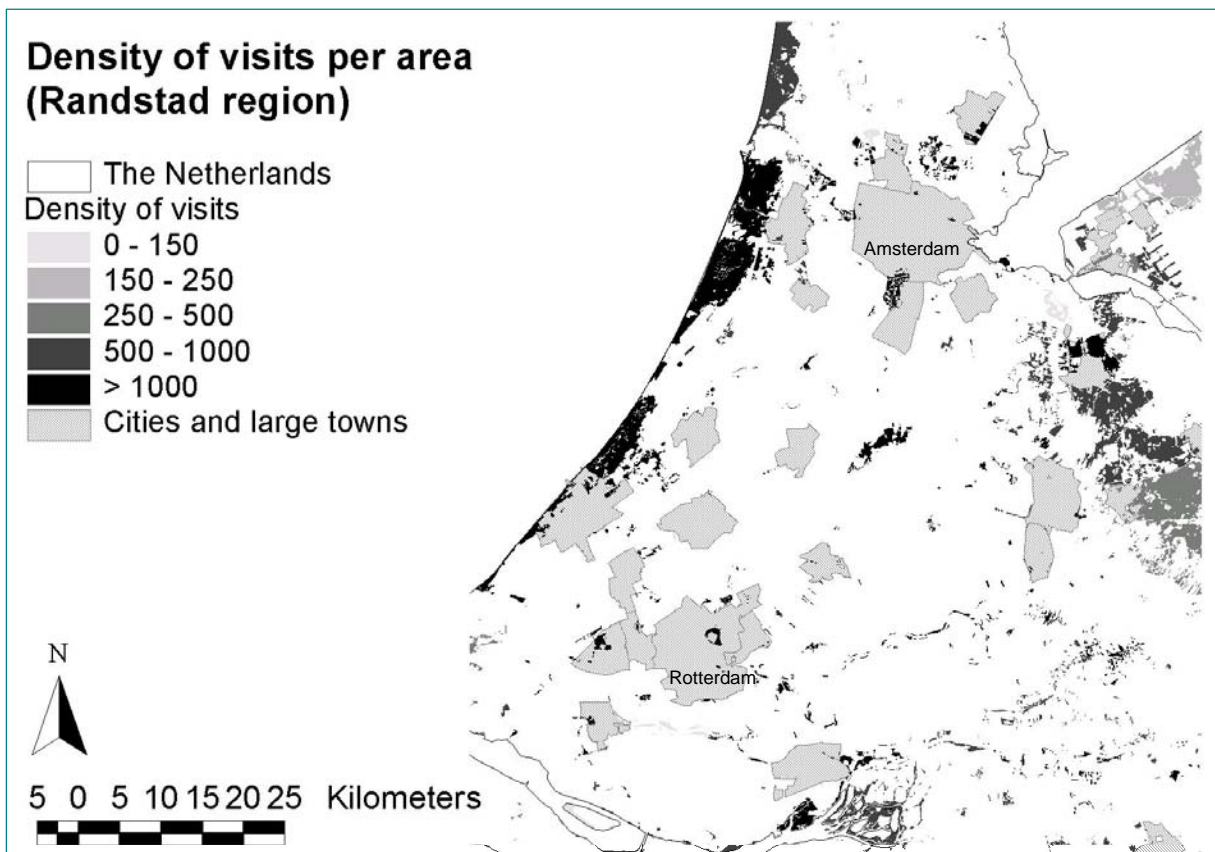 Density of visits per area
(Randstad region)
The Netherlands
Density of visits
0 - 150
150 - 250
250 - 500
500 - 1000
> 1000
Cities and large towns
Amsterdam
Rotterdam
N
5 0 5 10 15 20 25 Kilometers